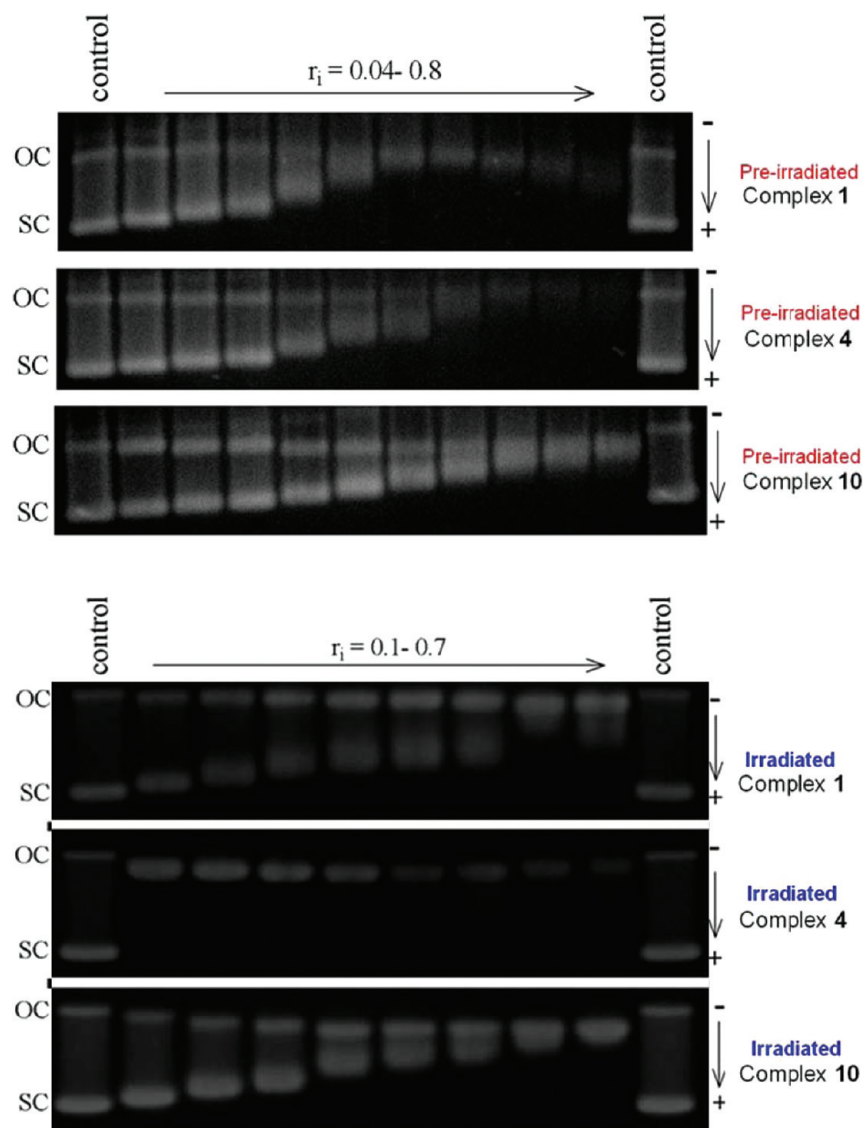 control
control
rᵢ = 0.04- 0.8
OC
SC
-
+
Pre-irradiated
Complex 1
OC
SC
-
+
Pre-irradiated
Complex 4
OC
SC
-
+
Pre-irradiated
Complex 10
control
control
rᵢ = 0.1- 0.7
OC
SC
-
+
Irradiated
Complex 1
OC
SC
-
+
Irradiated
Complex 4
OC
SC
-
+
Irradiated
Complex 10